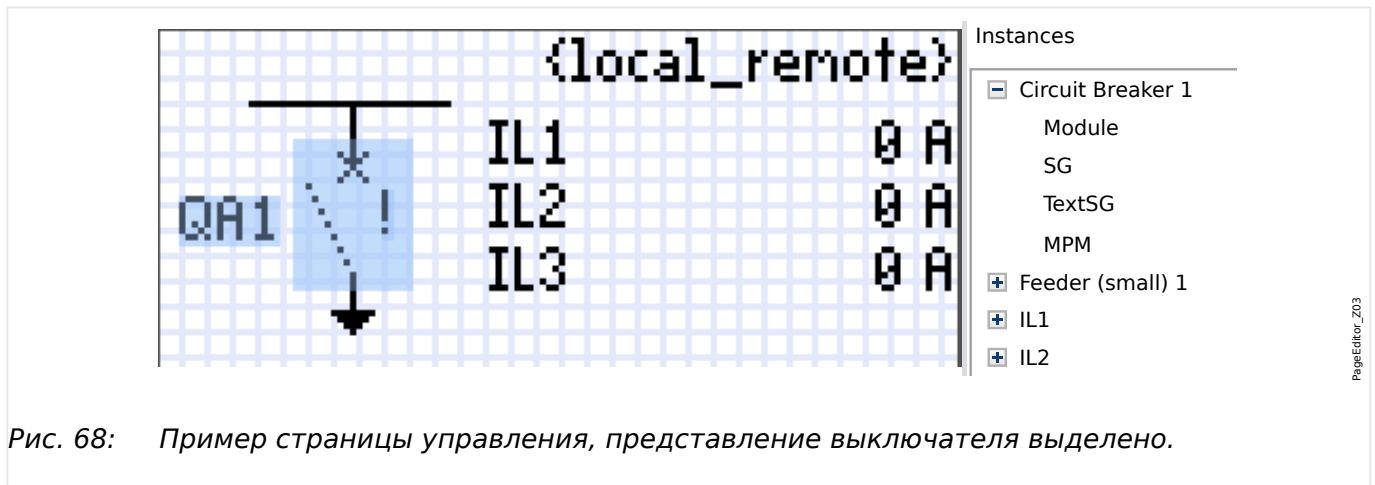 {local_remote}
IL1 0 A
QA1 ! IL2 0 A
IL3 0 A
Instances
Circuit Breaker 1
Module
SG
TextSG
MPM
Feeder (small) 1
IL1
IL2
PageEditor_Z03
Рис. 68: Пример страницы управления, представление выключателя выделено.